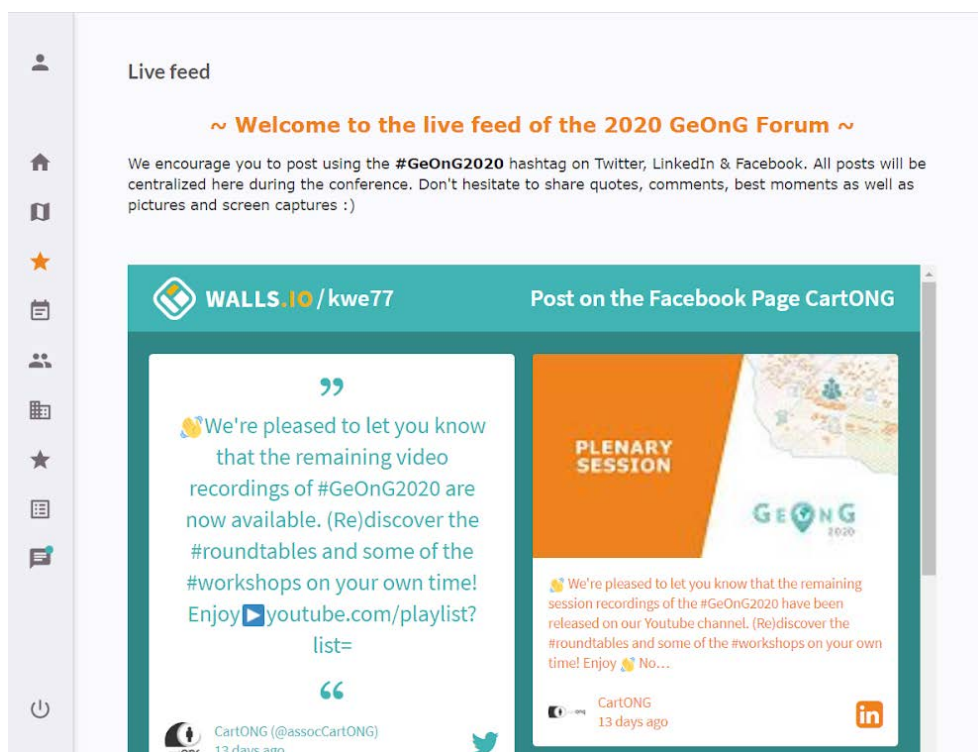 Live feed
~ Welcome to the live feed of the 2020 GeOnG Forum ~
We encourage you to post using the #GeOnG2020 hashtag on Twitter, LinkedIn & Facebook. All posts will be
centralized here during the conference. Don't hesitate to share quotes, comments, best moments as well as
pictures and screen captures :)
WALLS.IO/kwe77
Post on the Facebook Page CartONG
”
👋We're pleased to let you know
that the remaining video
recordings of #GeOnG2020 are
now available. (Re)discover the
#roundtables and some of the
#workshops on your own time!
Enjoy▶youtube.com/playlist?
list=
“
CartONG (@assocCartONG)
13 days ago
PLENARY
SESSION
GEONG
2020
👋 We're pleased to let you know that the remaining
session recordings of the #GeOnG2020 have been
released on our Youtube channel. (Re)discover the
#roundtables and some of the #workshops on your own
time! Enjoy 👋 No...
CartONG
13 days ago
in